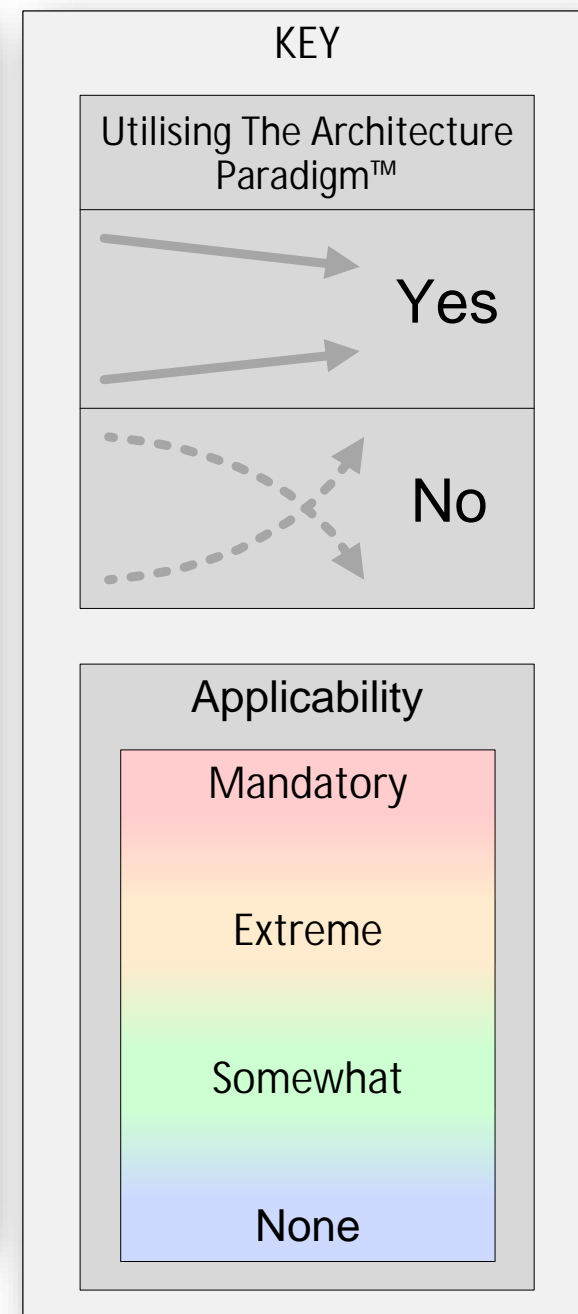 KEY
Utilising The Architecture
Paradigm™
Yes
No
Applicability
Mandatory
Extreme
Somewhat
None